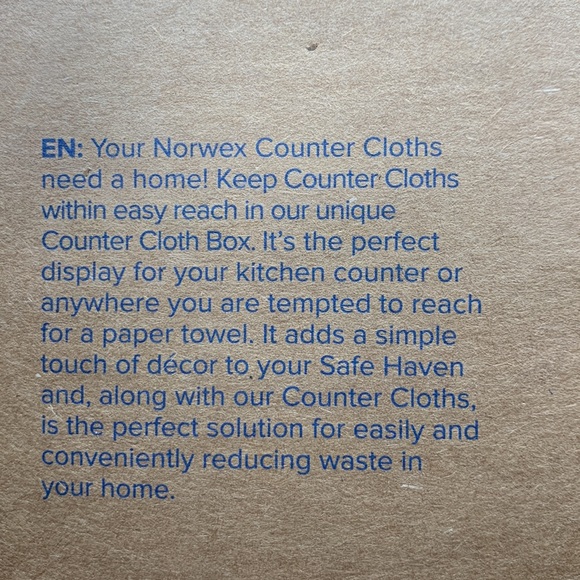 EN: Your Norwex Counter Cloths
need a home! Keep Counter Cloths
within easy reach in our unique
Counter Cloth Box. It's the perfect
display for your kitchen counter or
anywhere you are tempted to reach
for a paper towel. It adds a simple
touch of décor to your Safe Haven
and, along with our Counter Cloths,
is the perfect solution for easily and
conveniently reducing waste in
your home.